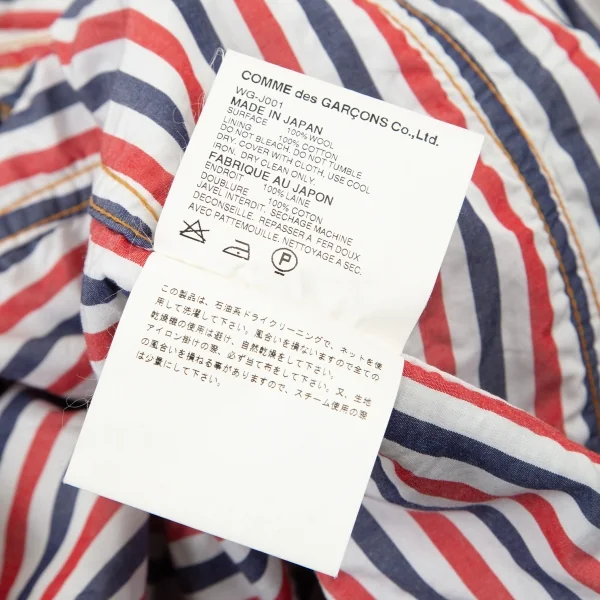 COMME des GARÇONS Co.,Ltd.
WG-J001
MADE IN JAPAN
SURFACE 100% WOOL
LINING 100% COTTON
DO NOT BLEACH. DO NOT TUMBLE
DRY. COVER WITH CLOTH. USE COOL
IRON. DRY CLEAN ONLY.
FABRIQUE AU JAPON
ENDROIT 100% LAINE
DOUBLURE 100% COTON
JAVEL INTERDIT. SECHAGE MACHINE
DECONSEILLE. REPASSER A FER DOUX
AVEC PATTEMOUILLE. NETTOYAGE A SEC.
P
この製品は、石油系ドライクリーニングで、ネットを使
用して洗濯して下さい。風合いを損ないますので全ての
乾燥機の使用は避け、自然乾燥をして下さい。
アイロン掛けの際、必ず当て布をして下さい。又、生地
の風合いを損ねる事がありますので、スチーム使用の際
は少量にして下さい。